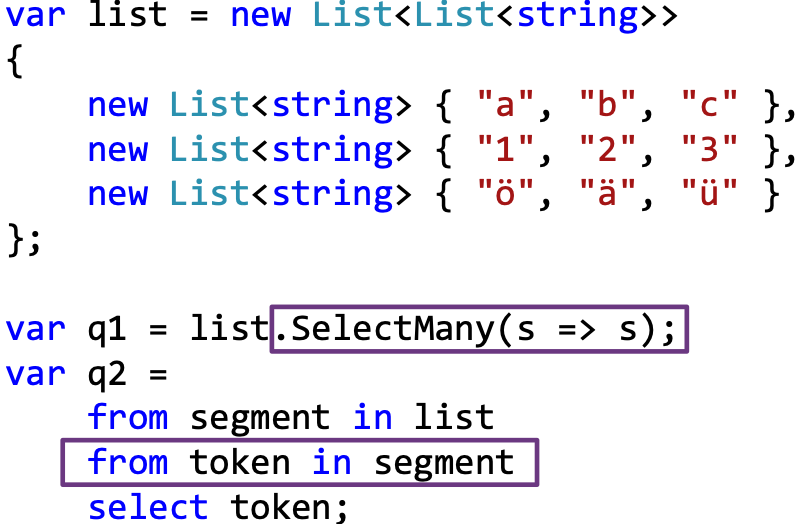 var list = new List<List<string>>
{
    new List<string> { "a", "b", "c" },
    new List<string> { "1", "2", "3" },
    new List<string> { "ö", "ä", "ü" }
};
var q1 = list.SelectMany(s => s);
var q2 =
    from segment in list
    from token in segment
    select token;